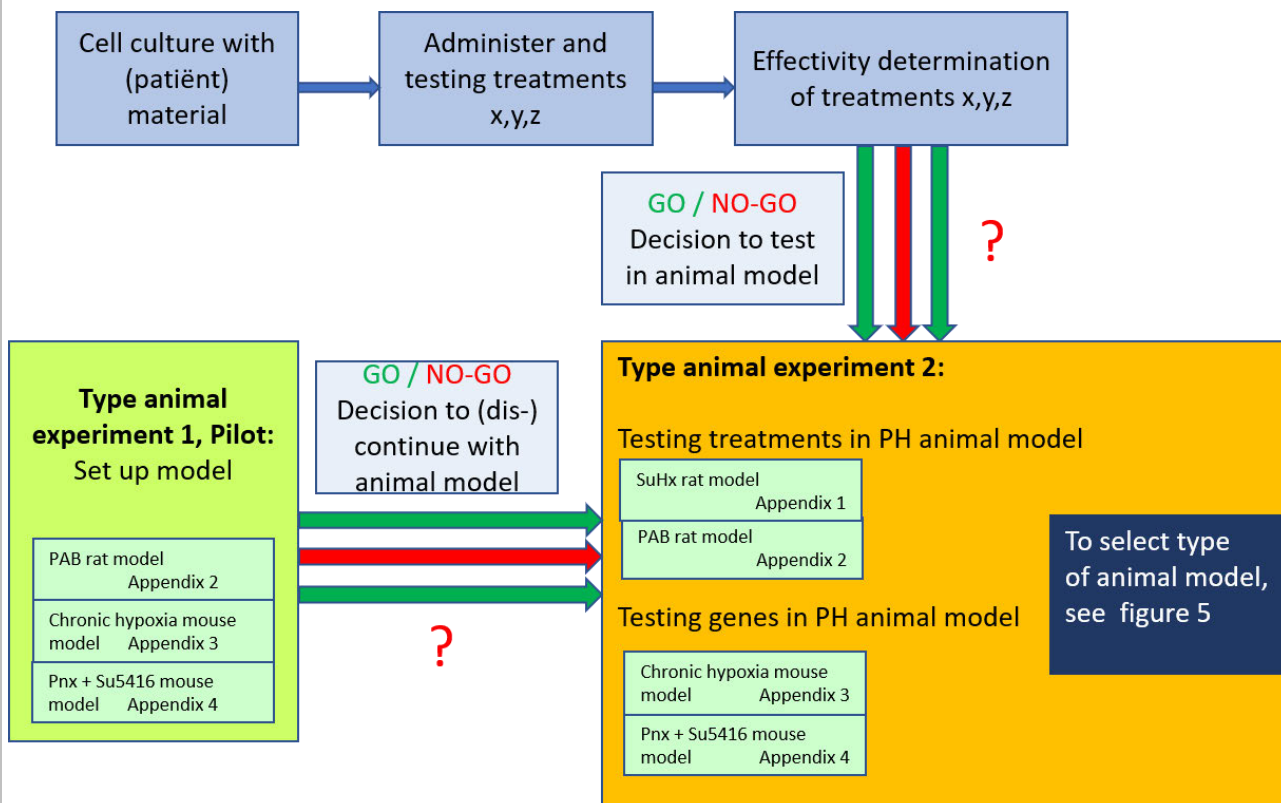 Cell culture with
(patiënt)
material
Administer and
testing treatments
x,y,z
Effectivity determination
of treatments x,y,z
GO / NO-GO
Decision to test
in animal model
?
Type animal
experiment 1, Pilot:
Set up model
PAB rat model
Appendix 2
Chronic hypoxia mouse
model Appendix 3
Pnx + Su5416 mouse
model Appendix 4
GO / NO-GO
Decision to (dis-)
continue with
animal model
?
Type animal experiment 2:
Testing treatments in PH animal model
SuHx rat model
Appendix 1
PAB rat model
Appendix 2
Testing genes in PH animal model
Chronic hypoxia mouse
model Appendix 3
Pnx + Su5416 mouse
model Appendix 4
To select type
of animal model,
see figure 5